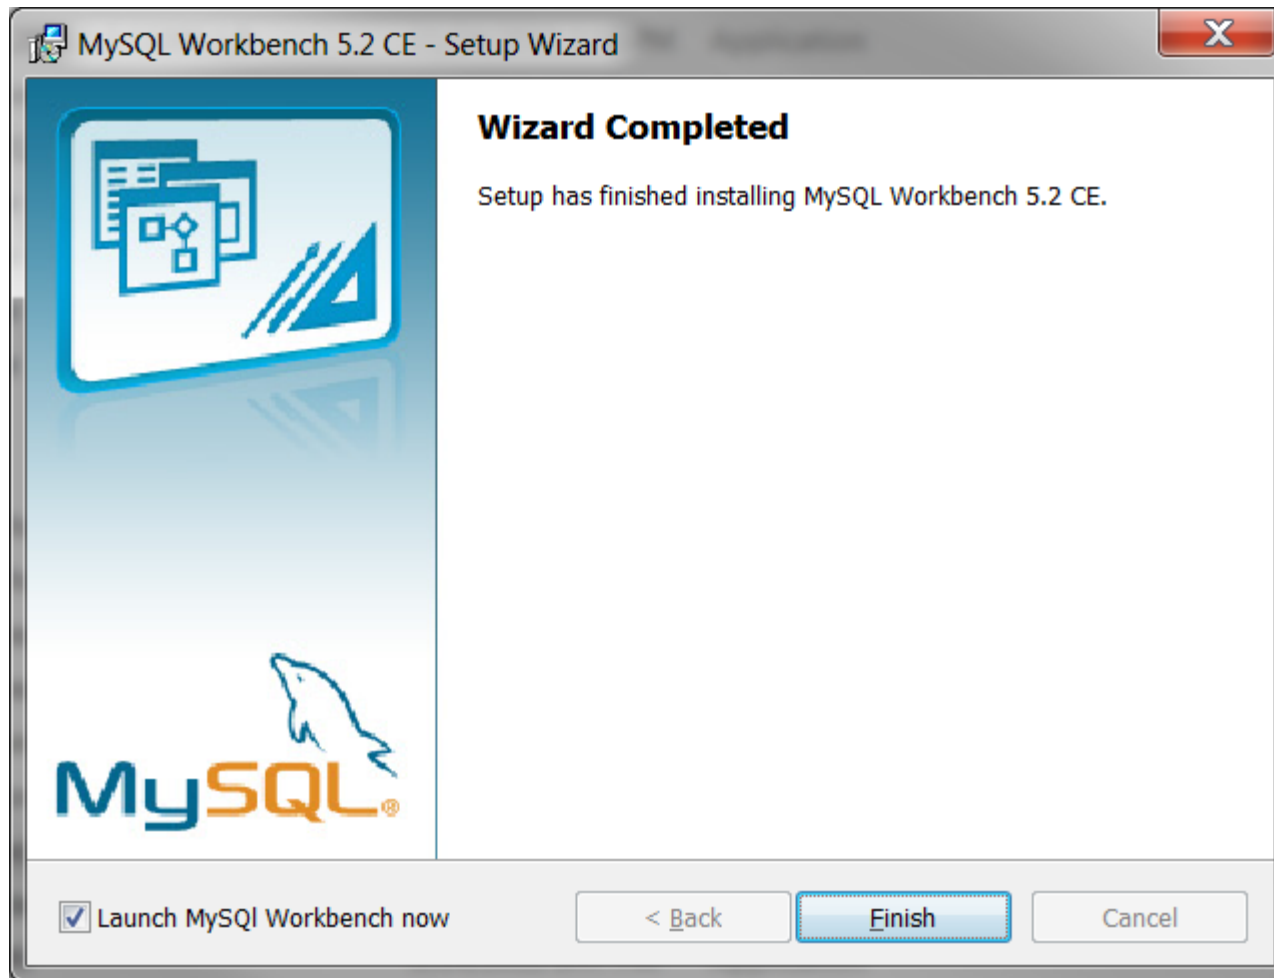 MySQL Workbench 5.2 CE - Setup Wizard
Wizard Completed
Setup has finished installing MySQL Workbench 5.2 CE.
MySQL®
Launch MySQl Workbench now
< Back
Finish
Cancel